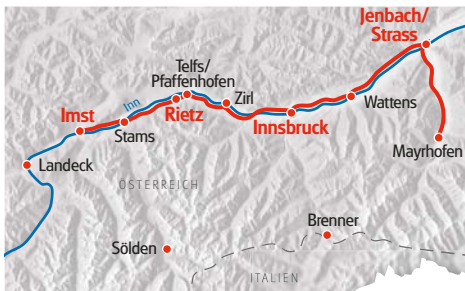 Jenbach/
Strass
Telfs/
Pfaffenhofen
Zirl
Inn
Imst
Rietz
Wattens
Stams
Innsbruck
Mayrhofen
Landeck
ÖSTERREICH
Brenner
Sölden
ITALIEN